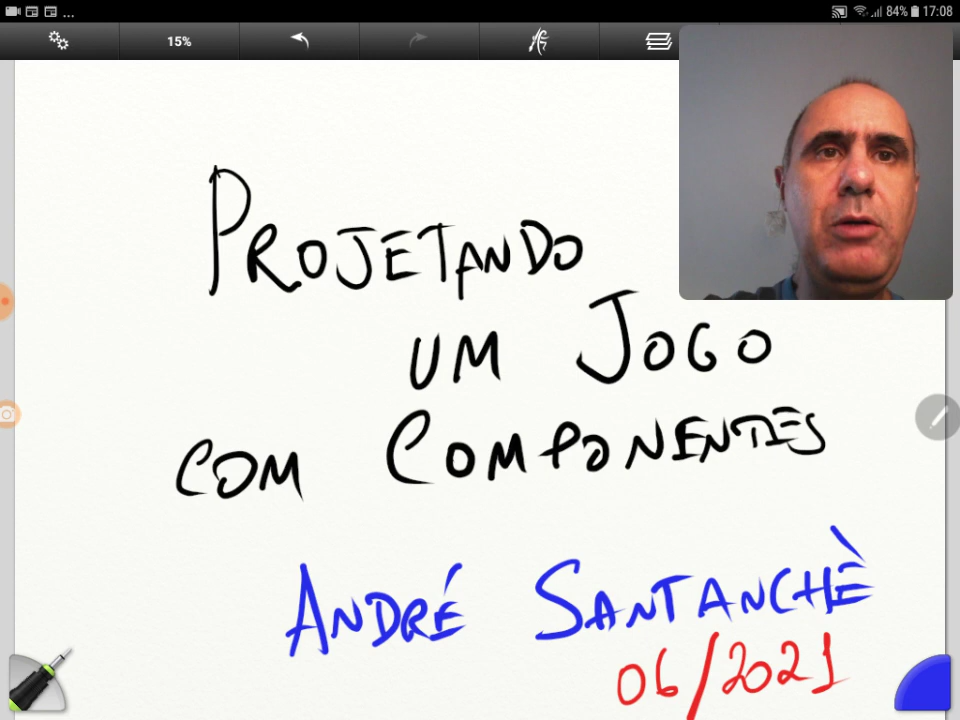 ... 84% 17:08
15%
PROJETANDO
UM JOGO
COM COMPONENTES
ANDRÉ SANTANCHÈ
06/2021